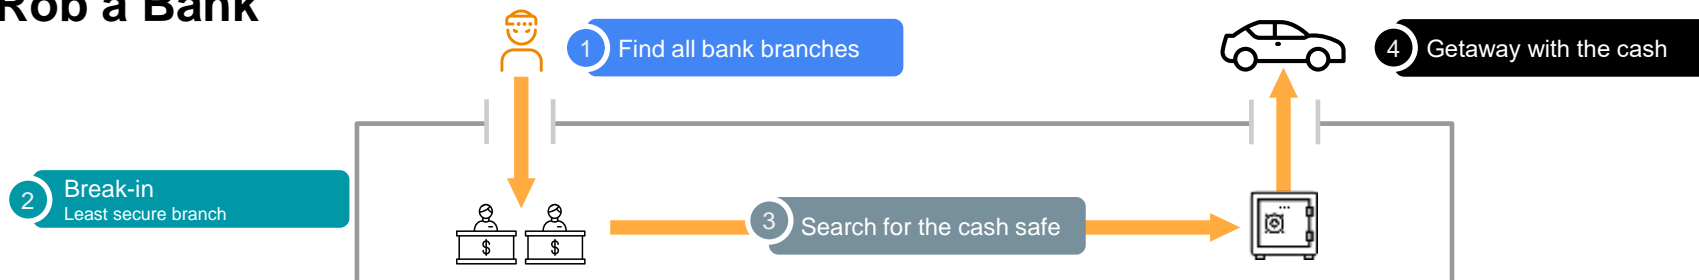 Rob a Bank
1 Find all bank branches
4 Getaway with the cash
2 Break-in
Least secure branch
3 Search for the cash safe
$ $